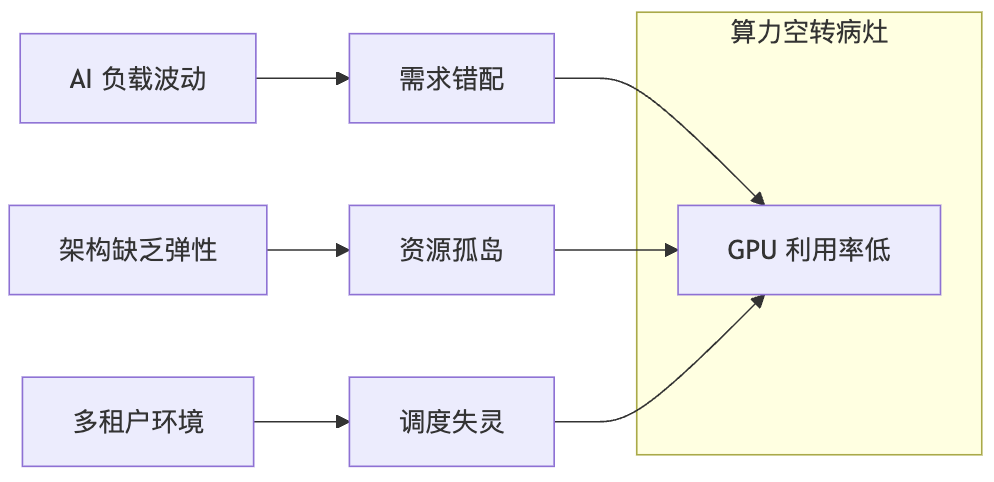 算力空转病灶
AI 负载波动
需求错配
架构缺乏弹性
资源孤岛
GPU 利用率低
多租户环境
调度失灵